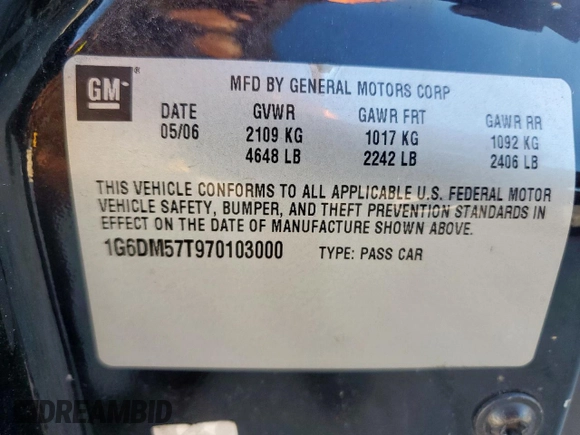 GM ®
MFD BY GENERAL MOTORS CORP
DATE GVWR GAWR FRT GAWR RR
05/06 2109 KG 1017 KG 1092 KG
4648 LB 2242 LB 2406 LB
THIS VEHICLE CONFORMS TO ALL APPLICABLE U.S. FEDERAL MOTOR
VEHICLE SAFETY, BUMPER, AND THEFT PREVENTION STANDARDS IN
EFFECT ON THE DATE OF MANUFACTURE SHOWN ABOVE.
1G6DM57T970103000 TYPE: PASS CAR
DREAMBID